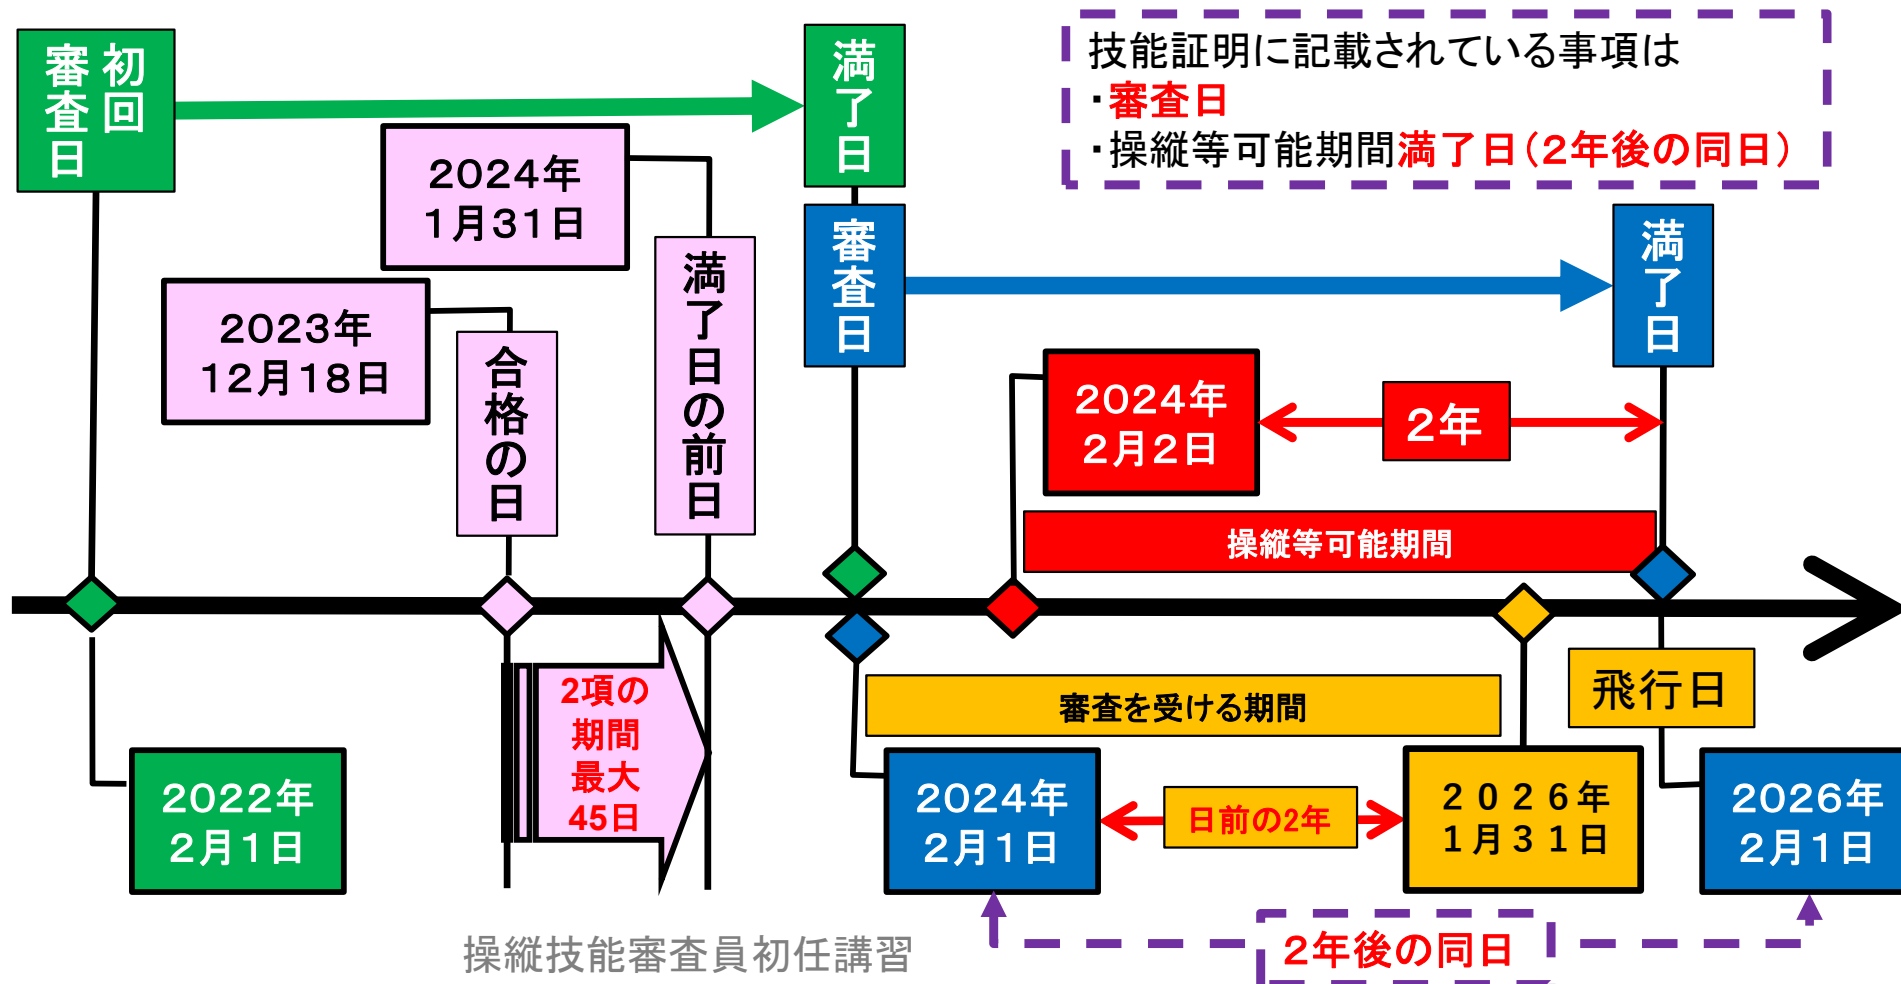 初回
審査日
満了日
技能証明に記載されている事項は
・審査日
・操縦等可能期間満了日（２年後の同日）
２０２４年
１月３１日
満了日の前日
２０２３年
１２月１８日
合格の日
審査日
満了日
２０２４年
２月２日
２年
操縦等可能期間
２項の
期間
最大
45日
審査を受ける期間
飛行日
２０２２年
２月１日
２０２４年
２月１日
日前の2年
２０２６年
１月３１日
２０２６年
２月１日
２年後の同日
操縦技能審査員初任講習